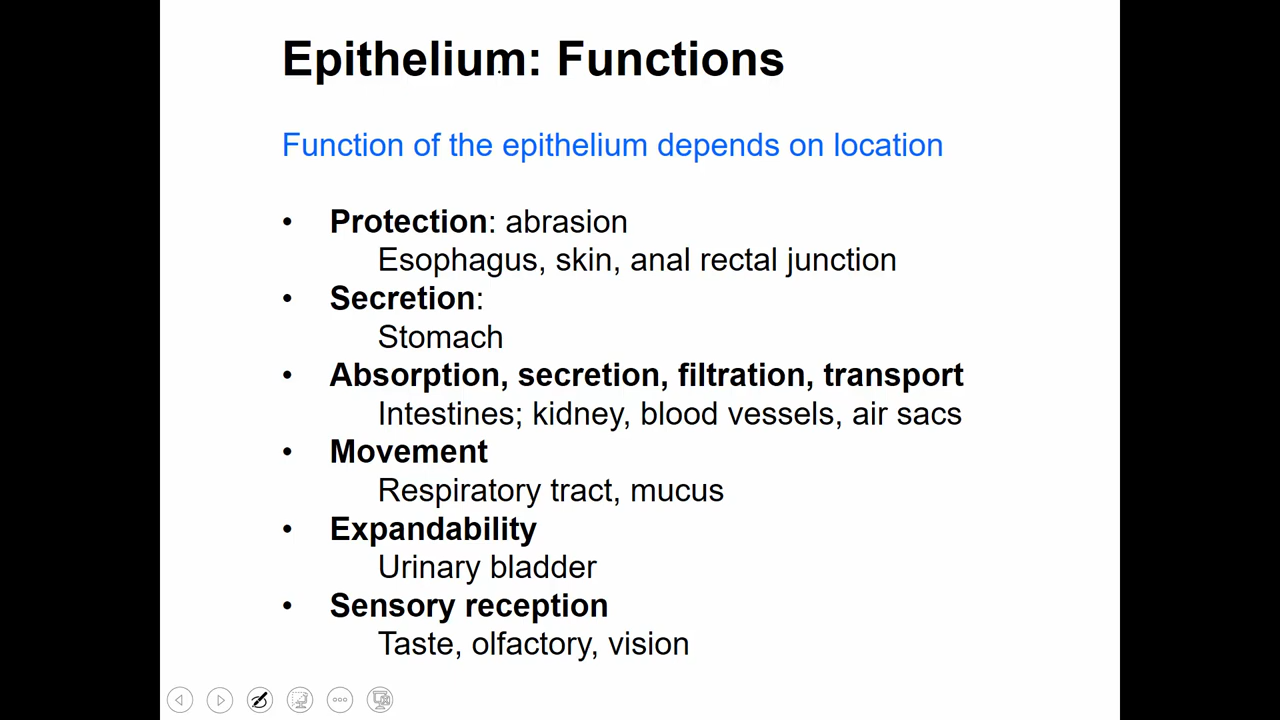 Epithelium: Functions
Function of the epithelium depends on location
• Protection: abrasion
Esophagus, skin, anal rectal junction
• Secretion:
Stomach
• Absorption, secretion, filtration, transport
Intestines; kidney, blood vessels, air sacs
• Movement
Respiratory tract, mucus
• Expandability
Urinary bladder
• Sensory reception
Taste, olfactory, vision